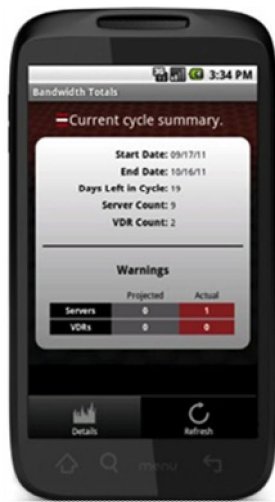 3:34 PM
Bandwidth Totals
Current cycle summary.
Start Date: 09/17/11
End Date: 10/16/11
Days Left in Cycle: 19
Server Count: 9
VDR Count: 2
Warnings
Projected Actual
Servers 0 1
VDRs 0 0
Details Refresh
menu